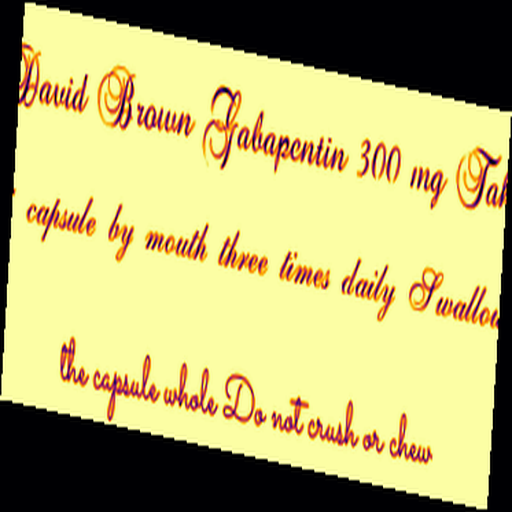 David Brown Gabapentin 300 mg
capsule by mouth three times daily Swallow
the capsule whole Do not crush or chew